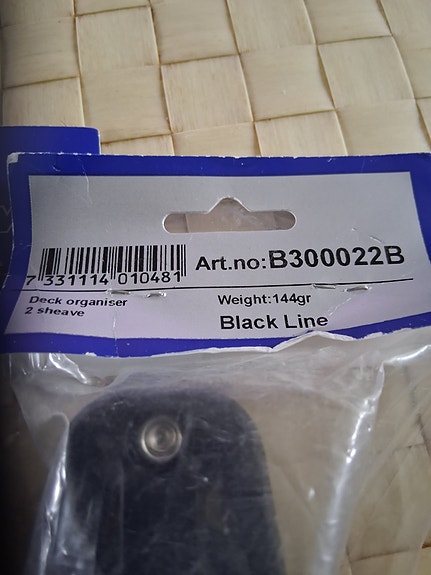 Art.no:B300022B
7 331114 010481
Deck organiser
2 sheave
Weight:144gr
Black Line